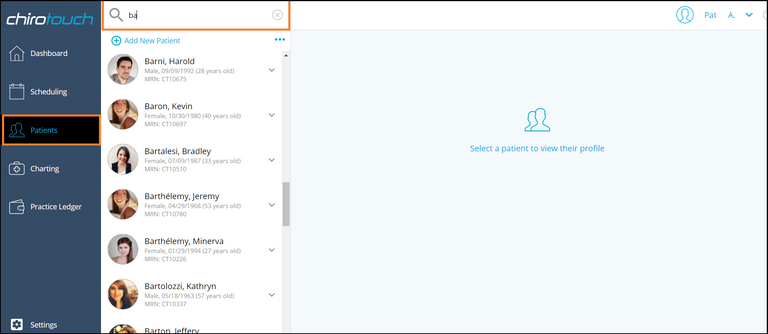 chirotouch
Dashboard
Scheduling
Patients
Charting
Practice Ledger
Settings
ba
Add New Patient
Barni, Harold
Male, 09/09/1992 (28 years old)
MRN: CT10675
Baron, Kevin
Female, 10/30/1980 (40 years old)
MRN: CT10697
Bartalesi, Bradley
Female, 07/09/1987 (33 years old)
MRN: CT10510
Barthélemy, Jeremy
Female, 04/29/1968 (53 years old)
MRN: CT10780
Barthélemy, Minerva
Female, 01/29/1994 (27 years old)
MRN: CT10226
Bartolozzi, Kathryn
Male, 05/18/1963 (57 years old)
MRN: CT10337
Barton, Jeffery
Pat A.
Select a patient to view their profile